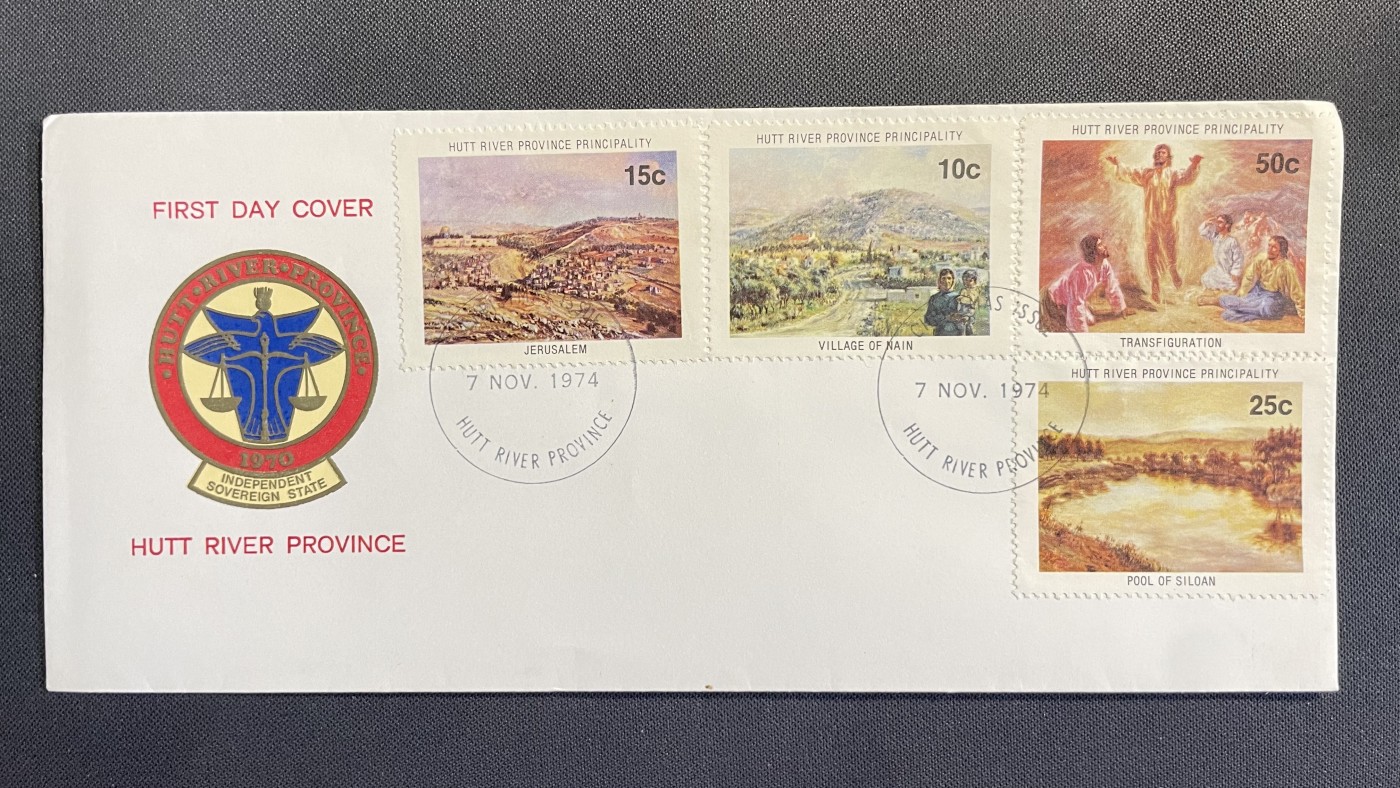 FIRST DAY COVER
HUTT • RIVER • PROVINCE
1970
INDEPENDENT
SOVEREIGN STATE
HUTT RIVER PROVINCE
HUTT RIVER PROVINCE PRINCIPALITY
15c
JERUSALEM
HUTT RIVER PROVINCE PRINCIPALITY
10c
VILLAGE OF NAIN
HUTT RIVER PROVINCE PRINCIPALITY
50c
TRANSFIGURATION
HUTT RIVER PROVINCE PRINCIPALITY
25c
POOL OF SILOAN
7 NOV. 1974
HUTT RIVER PROVINCE
ISSUE
7 NOV. 1974
HUTT RIVER PROVINCE